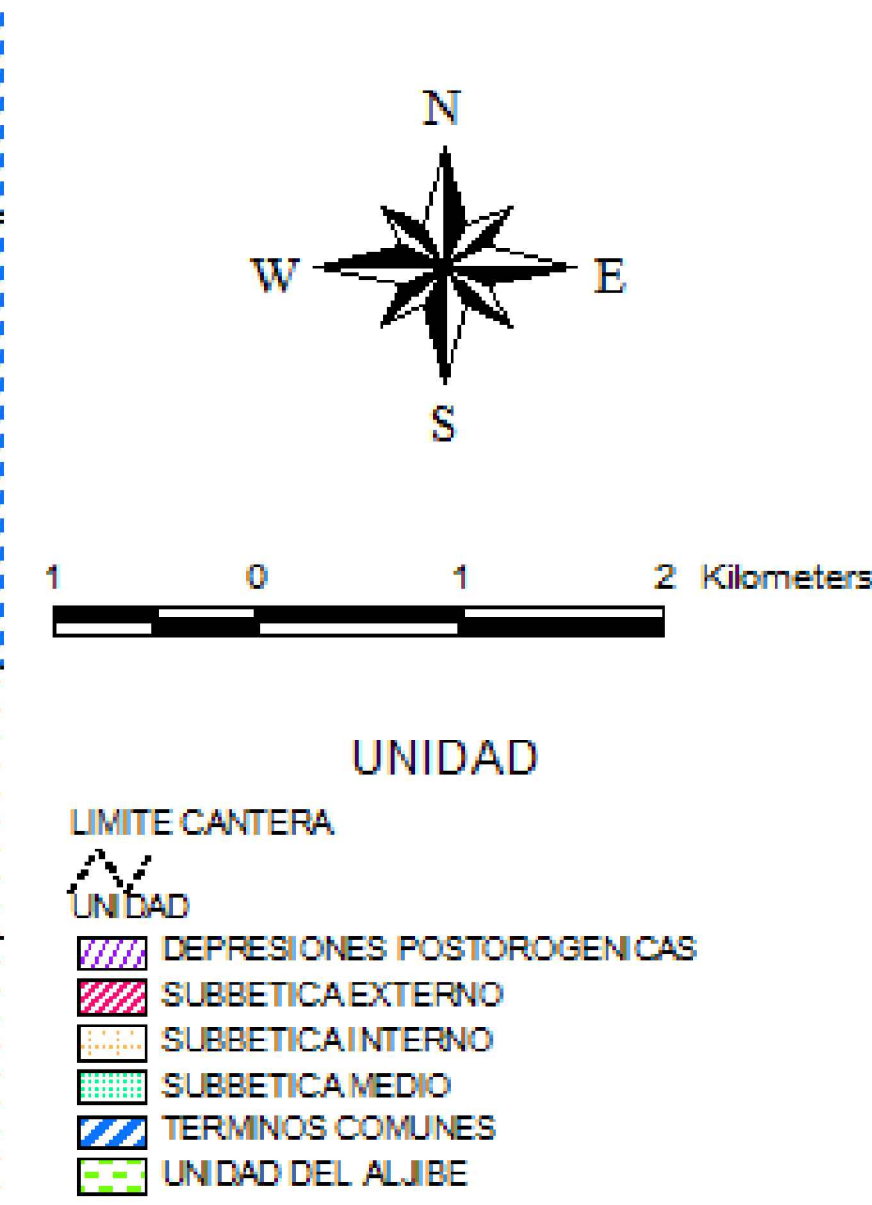 N
W E
S
1 0 1 2 Kilometers
UNIDAD
LIMITE CANTERA
UNIDAD
DEPRESIONES POSTOROGENICAS
SUBBETICA EXTERNO
SUBBETICA INTERNO
SUBBETICA MEDIO
TERMINOS COMUNES
UNIDAD DEL ALJIBE